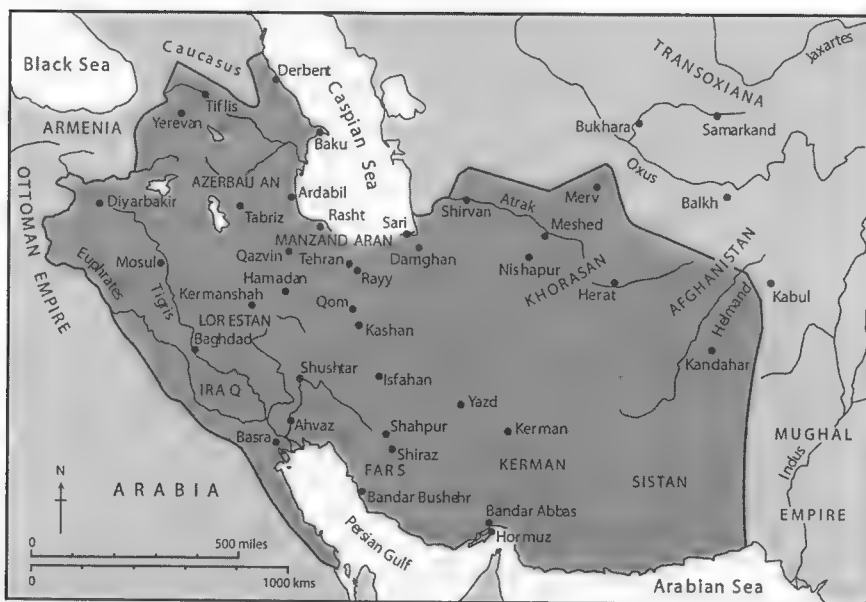 Black Sea
Caucasus
Derbent
Tiflis
Yerevan
ARMENIA
Caspian Sea
Baku
TRANSOXIANA
Jaxartes
Bukhara
Samarkand
Oxus
Balkh
OTTOMAN EMPIRE
Diyarbakir
AZERBAIJAN
Ardabil
Tabriz
Rasht
MANZANDARAN
Sari
Damghan
Shirvan
Atrak
Merv
Meshed
Nishapur
KHORASAN
Herat
AFGHANISTAN
Helmand
Kabul
Kandahar
Mosul
Euphrates
Tigris
Qazvin
Tehran
Rayy
Hamadan
Kermanshah
LORESTAN
Qom
Kashan
Baghdad
IRAQ
Shushtar
Isfahan
Yazd
Ahvaz
Basra
Shahpur
Shiraz
FARS
Kerman
KERMAN
SISTAN
MUGHAL
EMPIRE
Indus
Bandar Bushehr
Bandar Abbas
Hormuz
Persian Gulf
Arabian Sea
ARABIA
N
0 500 miles
0 1000 kms